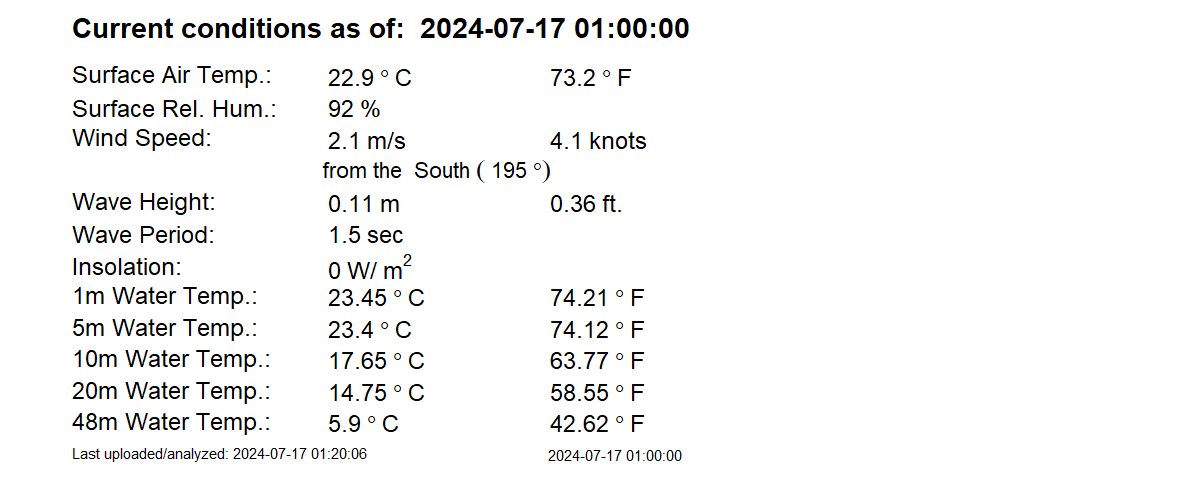 Current conditions as of: 2024-07-17 01:00:00
Surface Air Temp.: 22.9 ° C 73.2 ° F
Surface Rel. Hum.: 92 %
Wind Speed: 2.1 m/s 4.1 knots
from the South ( 195 °)
Wave Height: 0.11 m 0.36 ft.
Wave Period: 1.5 sec
Insolation: 0 W/ m²
1m Water Temp.: 23.45 ° C 74.21 ° F
5m Water Temp.: 23.4 ° C 74.12 ° F
10m Water Temp.: 17.65 ° C 63.77 ° F
20m Water Temp.: 14.75 ° C 58.55 ° F
48m Water Temp.: 5.9 ° C 42.62 ° F
Last uploaded/analyzed: 2024-07-17 01:20:06 2024-07-17 01:00:00